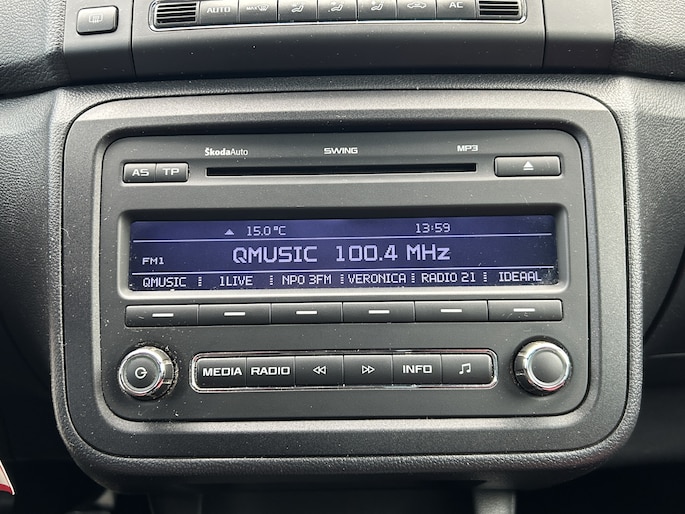 AUTO AC
ŠkodaAuto SWING MP3
AS TP
15.0 °C 13:59
FM1 QMUSIC 100.4 MHz
QMUSIC 1LIVE NPO 3FM VERONICA RADIO 21 IDEAAL
MEDIA RADIO INFO